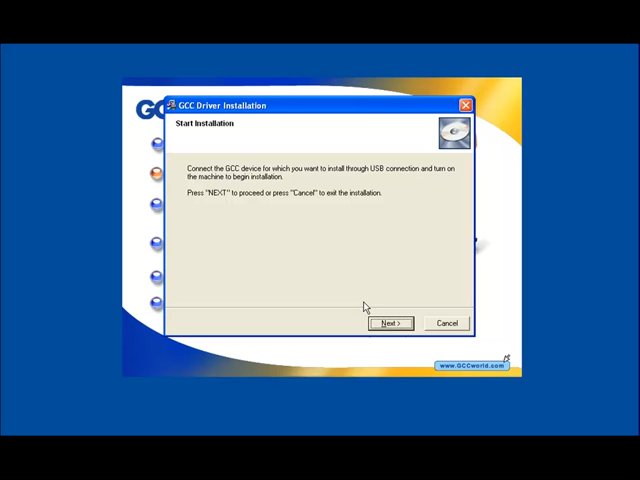 GCC Driver Installation
Start Installation
Connect the GCC device for which you want to install through USB connection and turn on
the machine to begin installation.
Press "NEXT" to proceed or press "Cancel" to exit the installation.
Next >
Cancel
www.GCCworld.com